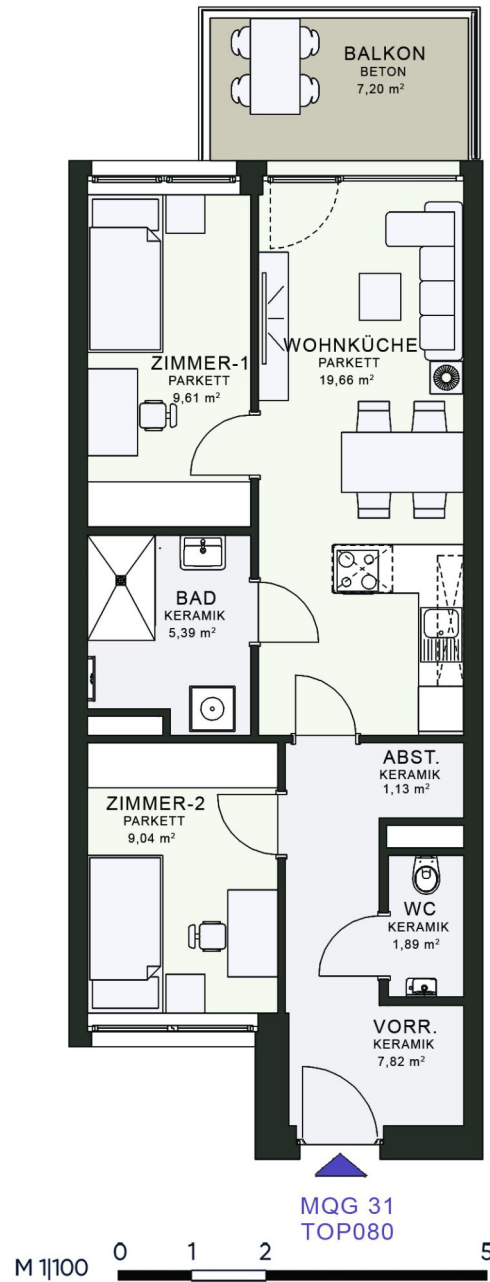 BALKON
BETON
7,20 m²
ZIMMER-1
PARKETT
9,61 m²
WOHNKÜCHE
PARKETT
19,66 m²
BAD
KERAMIK
5,39 m²
ABST.
KERAMIK
1,13 m²
ZIMMER-2
PARKETT
9,04 m²
WC
KERAMIK
1,89 m²
VORR.
KERAMIK
7,82 m²
MQG 31
TOP080
M 1|100 0 1 2 5